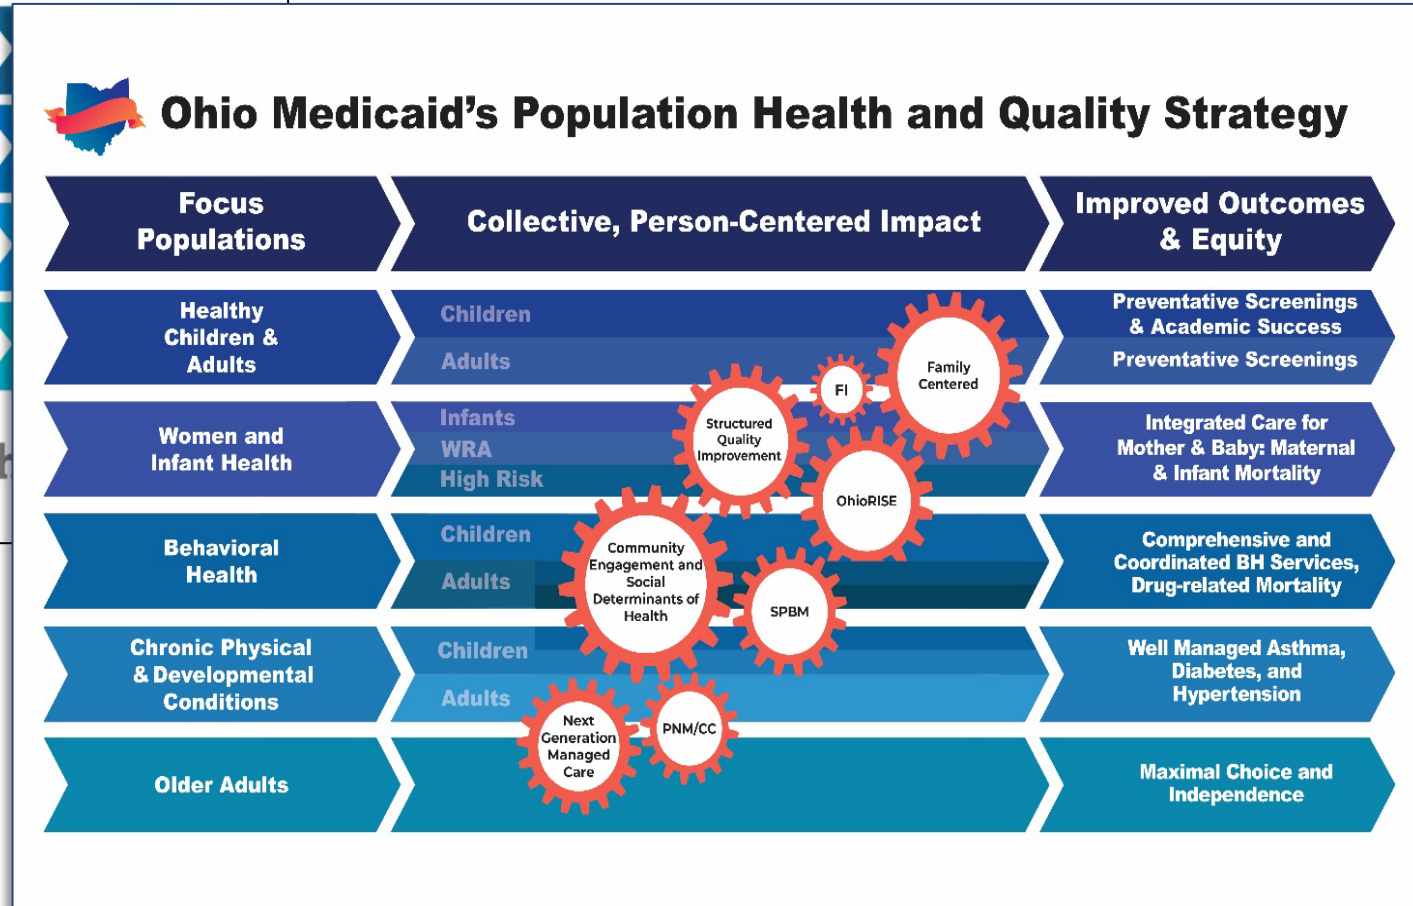 Ohio Medicaid's Population Health and Quality Strategy
Focus
Populations
Collective, Person-Centered Impact
Improved Outcomes
& Equity
Healthy
Children &
Adults
Children
Adults
Preventative Screenings
& Academic Success
Preventative Screenings
Women and
Infant Health
Infants
WRA
High Risk
Integrated Care for
Mother & Baby: Maternal
& Infant Mortality
Behavioral
Health
Children
Adults
Comprehensive and
Coordinated BH Services,
Drug-related Mortality
Chronic Physical
& Developmental
Conditions
Children
Adults
Well Managed Asthma,
Diabetes, and
Hypertension
Older Adults
Maximal Choice and
Independence
Family
Centered
FI
Structured
Quality
Improvement
OhioRISE
Community
Engagement and
Social
Determinants of
Health
SPBM
Next
Generation
Managed
Care
PNM/CC